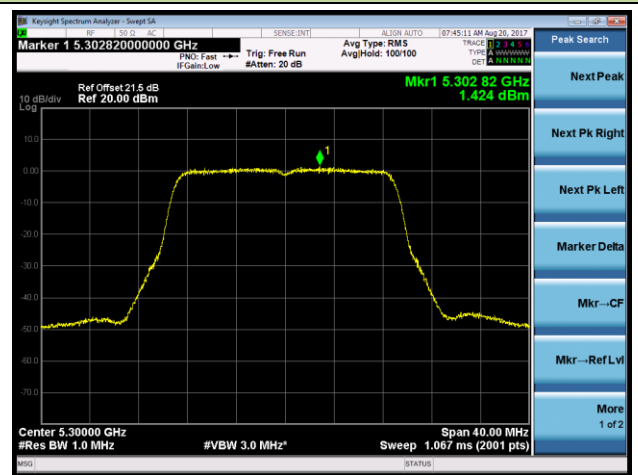 Keysight Spectrum Analyzer - Swept SA
RF 50 Ω AC SENSE:INT ALIGN AUTO 07:45:11 AM Aug 20, 2017
Marker 1 5.302820000000 GHz
PNO: Fast
IFGain:Low
Trig: Free Run
#Atten: 20 dB
Avg Type: RMS
Avg|Hold: 100/100
TRACE 1 2 3 4 5 6
TYPE A WWWWW
DET A NNNNN
Peak Search
Mkr1 5.302 82 GHz
1.424 dBm
Ref Offset 21.5 dB
10 dB/div Ref 20.00 dBm
Log
1
10.0
0.00
-10.0
-20.0
-30.0
-40.0
-50.0
-60.0
-70.0
Next Peak
Next Pk Right
Next Pk Left
Marker Delta
Mkr→CF
Mkr→Ref Lvl
More
1 of 2
Center 5.30000 GHz Span 40.00 MHz
#Res BW 1.0 MHz #VBW 3.0 MHz* Sweep 1.067 ms (2001 pts)
MSG STATUS